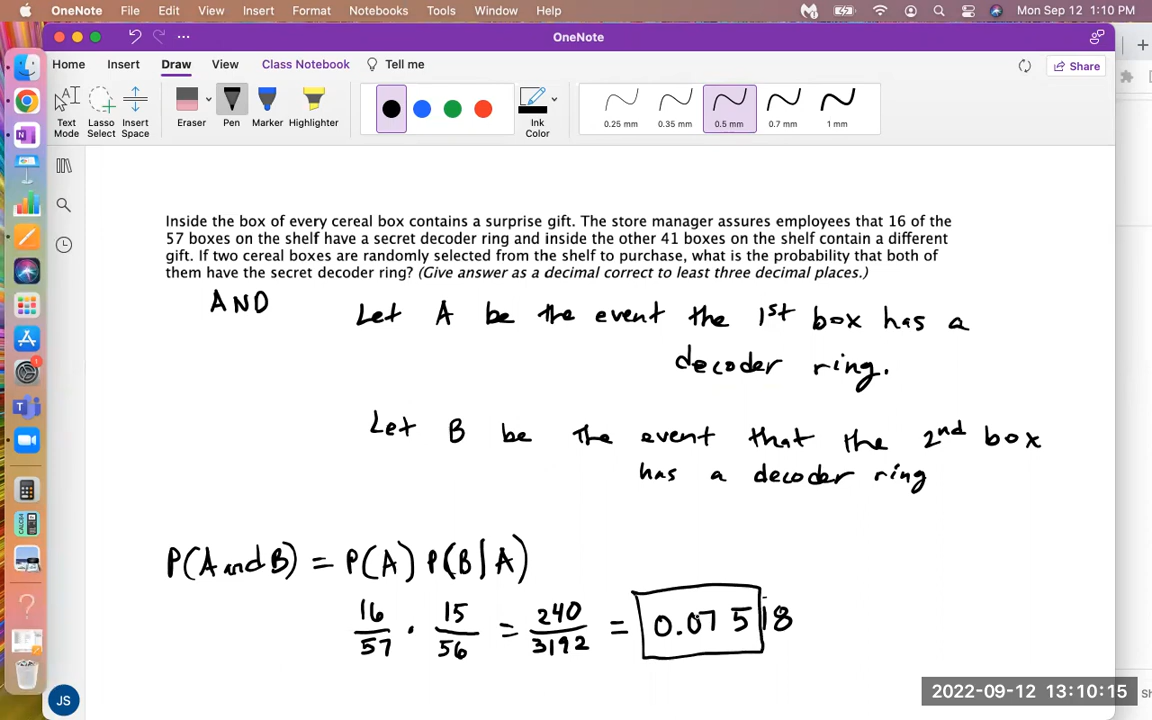 OneNote File Edit View Insert Format Notebooks Tools Window Help Mon Sep 12 1:10 PM
OneNote
Home Insert Draw View Class Notebook Tell me Share
Text Mode
Lasso Select
Insert Space
Eraser
Pen
Marker
Highlighter
Ink Color
0.25 mm 0.35 mm 0.5 mm 0.7 mm 1 mm
Inside the box of every cereal box contains a surprise gift. The store manager assures employees that 16 of the
57 boxes on the shelf have a secret decoder ring and inside the other 41 boxes on the shelf contain a different
gift. If two cereal boxes are randomly selected from the shelf to purchase, what is the probability that both of
them have the secret decoder ring? (Give answer as a decimal correct to least three decimal places.)
AND
Let A be the event the 1st box has a
decoder ring.
Let B be the event that the 2nd box
has a decoder ring
P(A and B) = P(A) P(B|A)
16/57 · 15/56 = 240/3192 = 0.07518
JS
2022-09-12 13:10:15